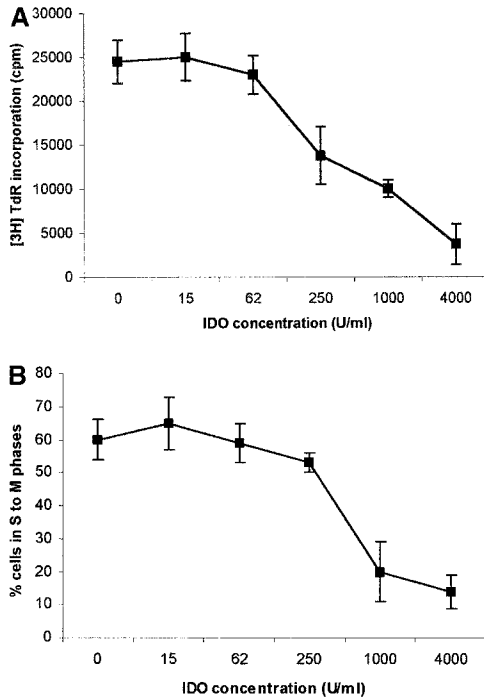 A
[3H] TdR incorporation (cpm)
30000
25000
20000
15000
10000
5000
0
0 15 62 250 1000 4000
IDO concentration (U/ml)
B
% cells in S to M phases
80
70
60
50
40
30
20
10
0
0 15 62 250 1000 4000
IDO concentration (U/ml)